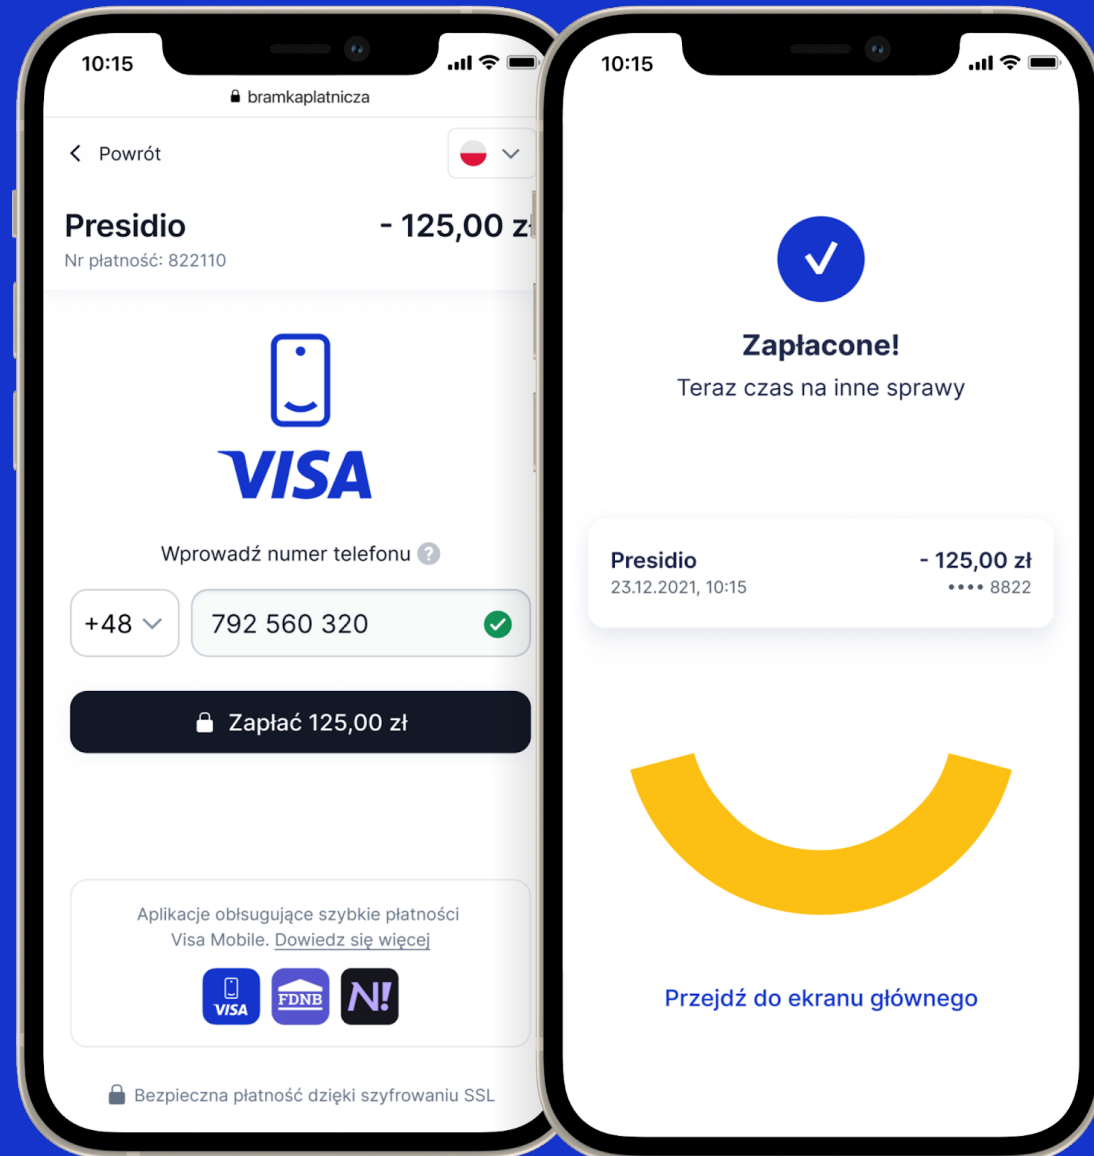 10:15
bramkaplatnicza
Powrót
Presidio
- 125,00 zł
Nr płatność: 822110
VISA
Wprowadź numer telefonu ?
+48
792 560 320
Zapłać 125,00 zł
Aplikacje obłsugujące szybkie płatności
Visa Mobile. Dowiedz się więcej
VISA
FDNB
N!
Bezpieczna płatność dzięki szyfrowaniu SSL
10:15
Zapłacone!
Teraz czas na inne sprawy
Presidio
- 125,00 zł
23.12.2021, 10:15
•••• 8822
Przejdź do ekranu głównego